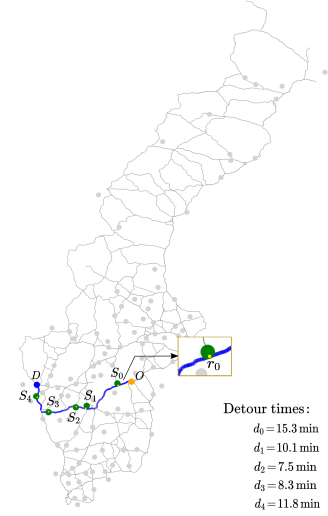 D
S₀
O
r₀
S₄
S₃
S₁
S₂
Detour times:
d₀ = 15.3 min
d₁ = 10.1 min
d₂ = 7.5 min
d₃ = 8.3 min
d₄ = 11.8 min